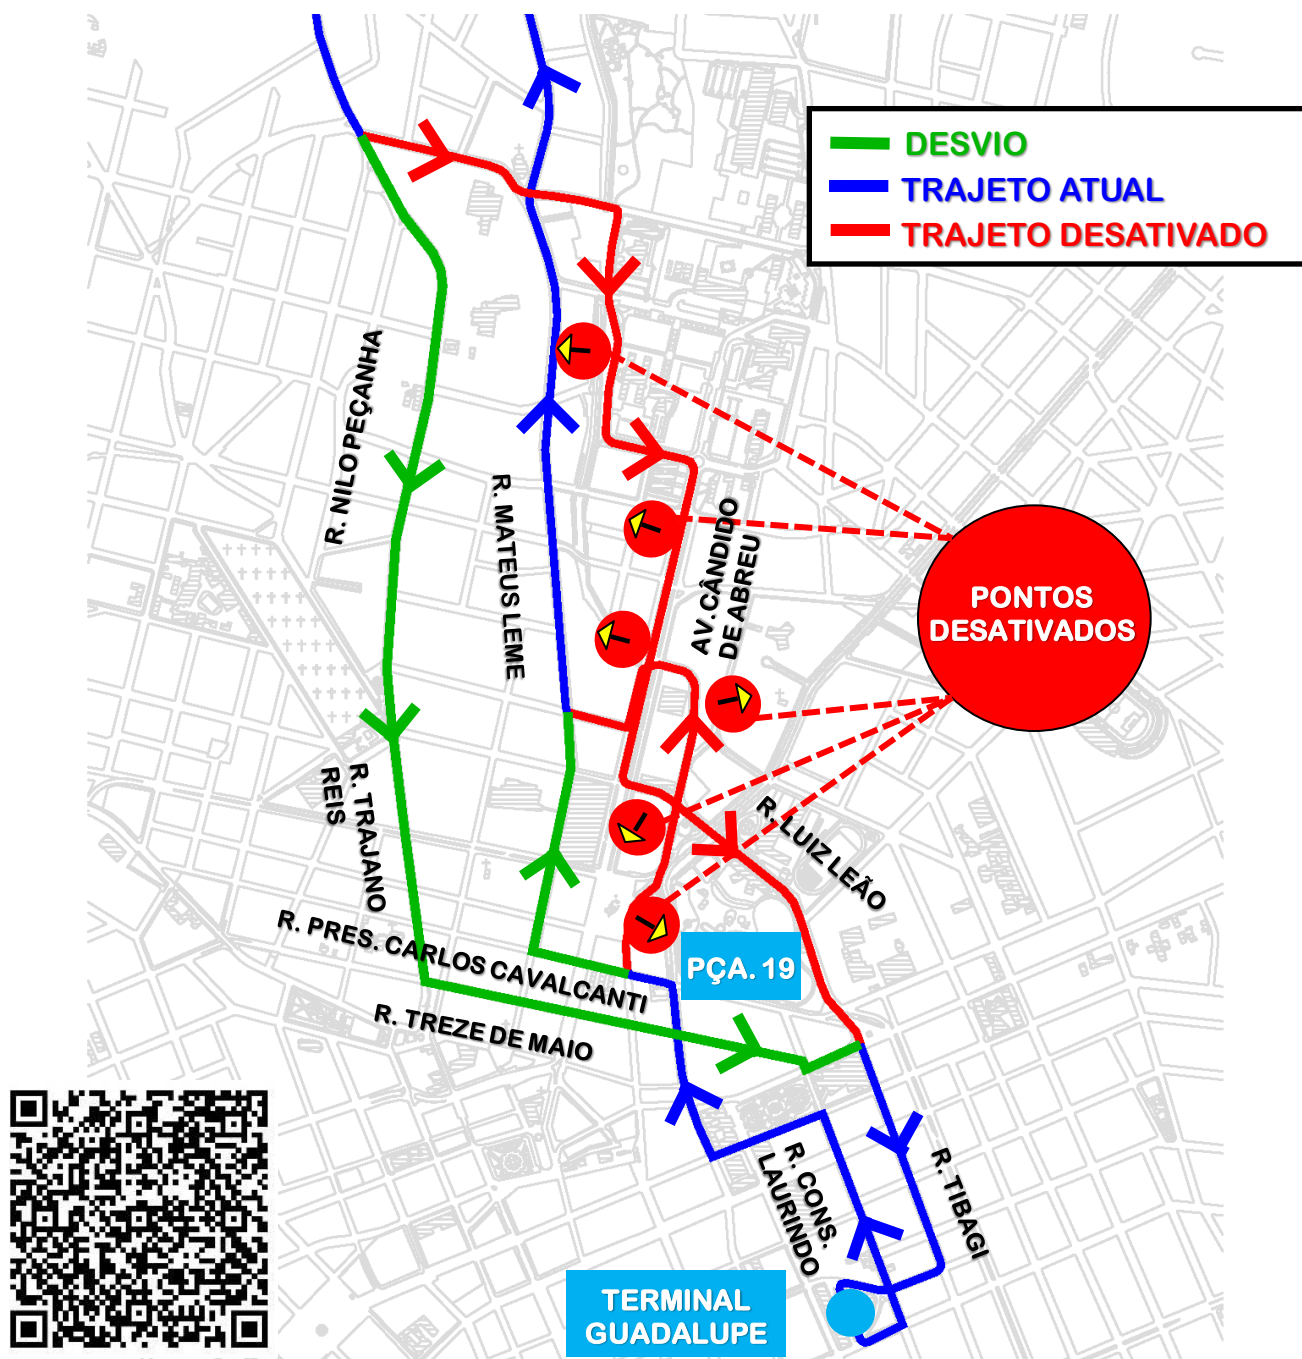 DESVIO
TRAJETO ATUAL
TRAJETO DESATIVADO
R. NILO PEÇANHA
R. MATEUS LEME
AV. CÂNDIDO
DE ABREU
PONTOS
DESATIVADOS
R. TRAJANO
REIS
R. LUIZ LEÃO
R. PRES. CARLOS CAVALCANTI
PÇA. 19
R. TREZE DE MAIO
R. CONS.
LAURINDO
R. TIBAGI
TERMINAL
GUADALUPE